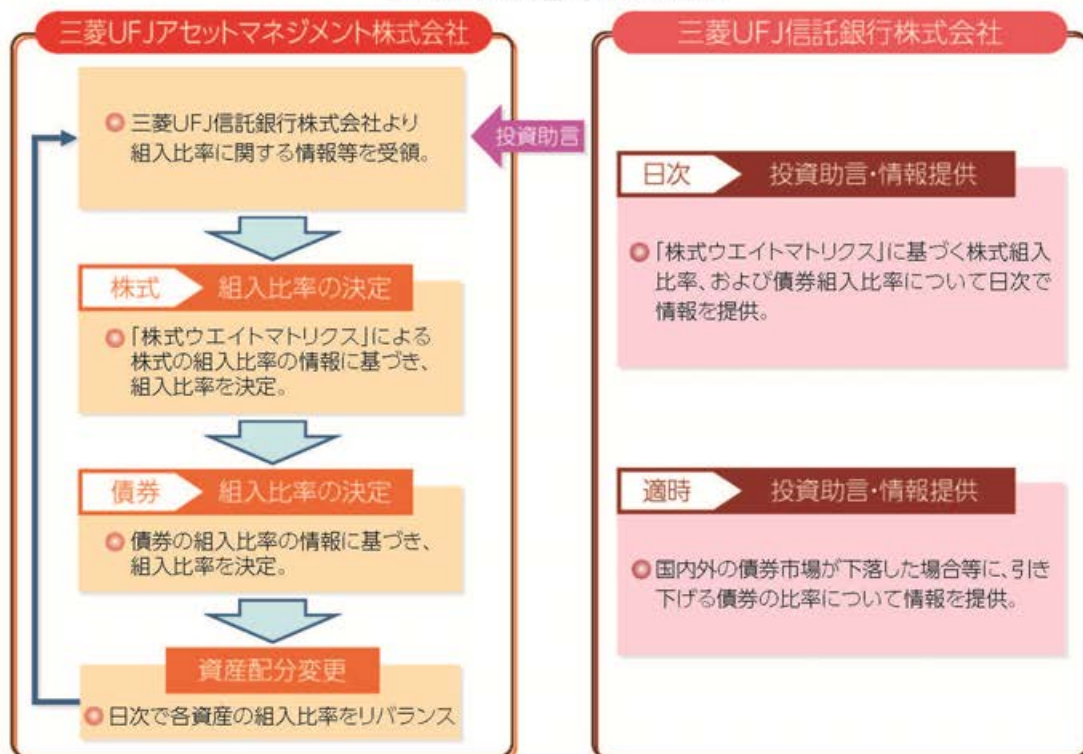 三菱UFJアセットマネジメント株式会社
三菱UFJ信託銀行株式会社より
組入比率に関する情報等を受領。
株式 組入比率の決定
「株式ウエイトマトリクス」による
株式の組入比率の情報に基づき、
組入比率を決定。
債券 組入比率の決定
債券の組入比率の情報に基づき、
組入比率を決定。
資産配分変更
日次で各資産の組入比率をリバランス
投資助言
三菱UFJ信託銀行株式会社
日次 投資助言・情報提供
「株式ウエイトマトリクス」に基づく株式組入
比率、および債券組入比率について日次で
情報を提供。
適時 投資助言・情報提供
国内外の債券市場が下落した場合等に、引き
下げる債券の比率について情報を提供。